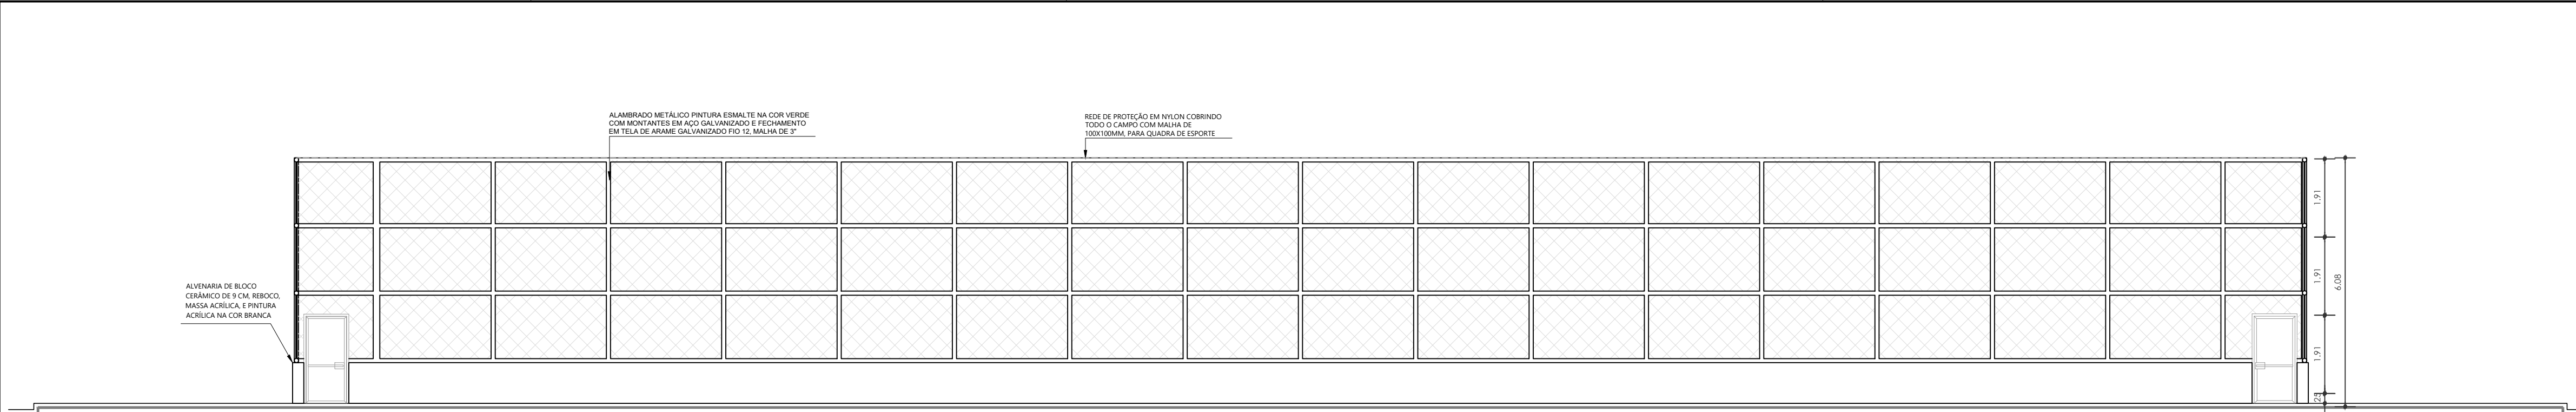 ALAMBRADO METÁLICO PINTURA ESMALTE NA COR VERDE
COM MONTANTES EM AÇO GALVANIZADO E FECHAMENTO
EM TELA DE ARAME GALVANIZADO FIO 12, MALHA DE 3"
REDE DE PROTEÇÃO EM NYLON COBRINDO
TODO O CAMPO COM MALHA DE
100X100MM, PARA QUADRA DE ESPORTE
ALVENARIA DE BLOCO
CERÂMICO DE 9 CM, REBOCO,
MASSA ACRÍLICA, E PINTURA
ACRÍLICA NA COR BRANCA
1.91
1.91
6.08
1.91